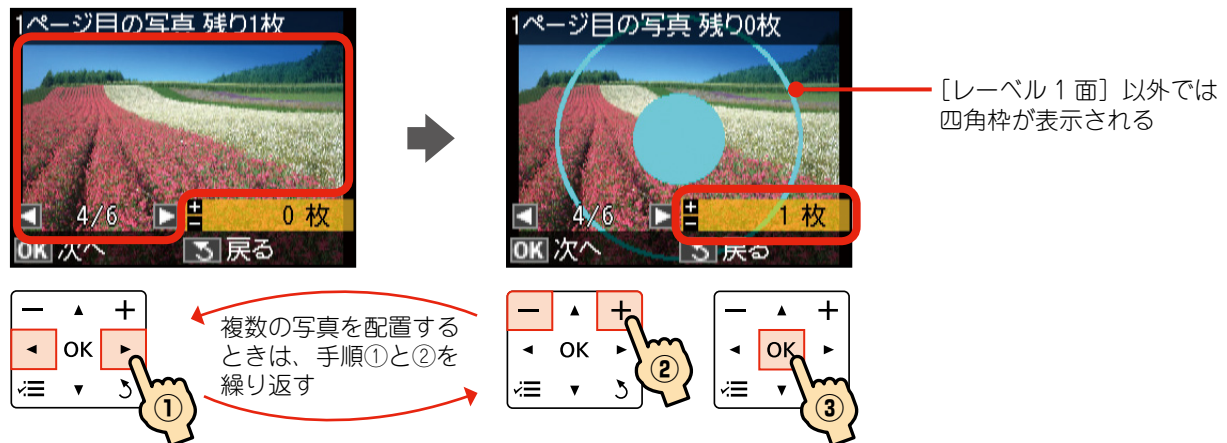 1ページ目の写真 残り1枚
4/6
+
−
0 枚
OK 次へ
戻る
1ページ目の写真 残り0枚
4/6
+
−
1 枚
OK 次へ
戻る
[レーベル 1 面] 以外では
四角枠が表示される
− +
OK
①
複数の写真を配置する
ときは、手順①と②を
繰り返す
− +
OK
②
− +
OK
③